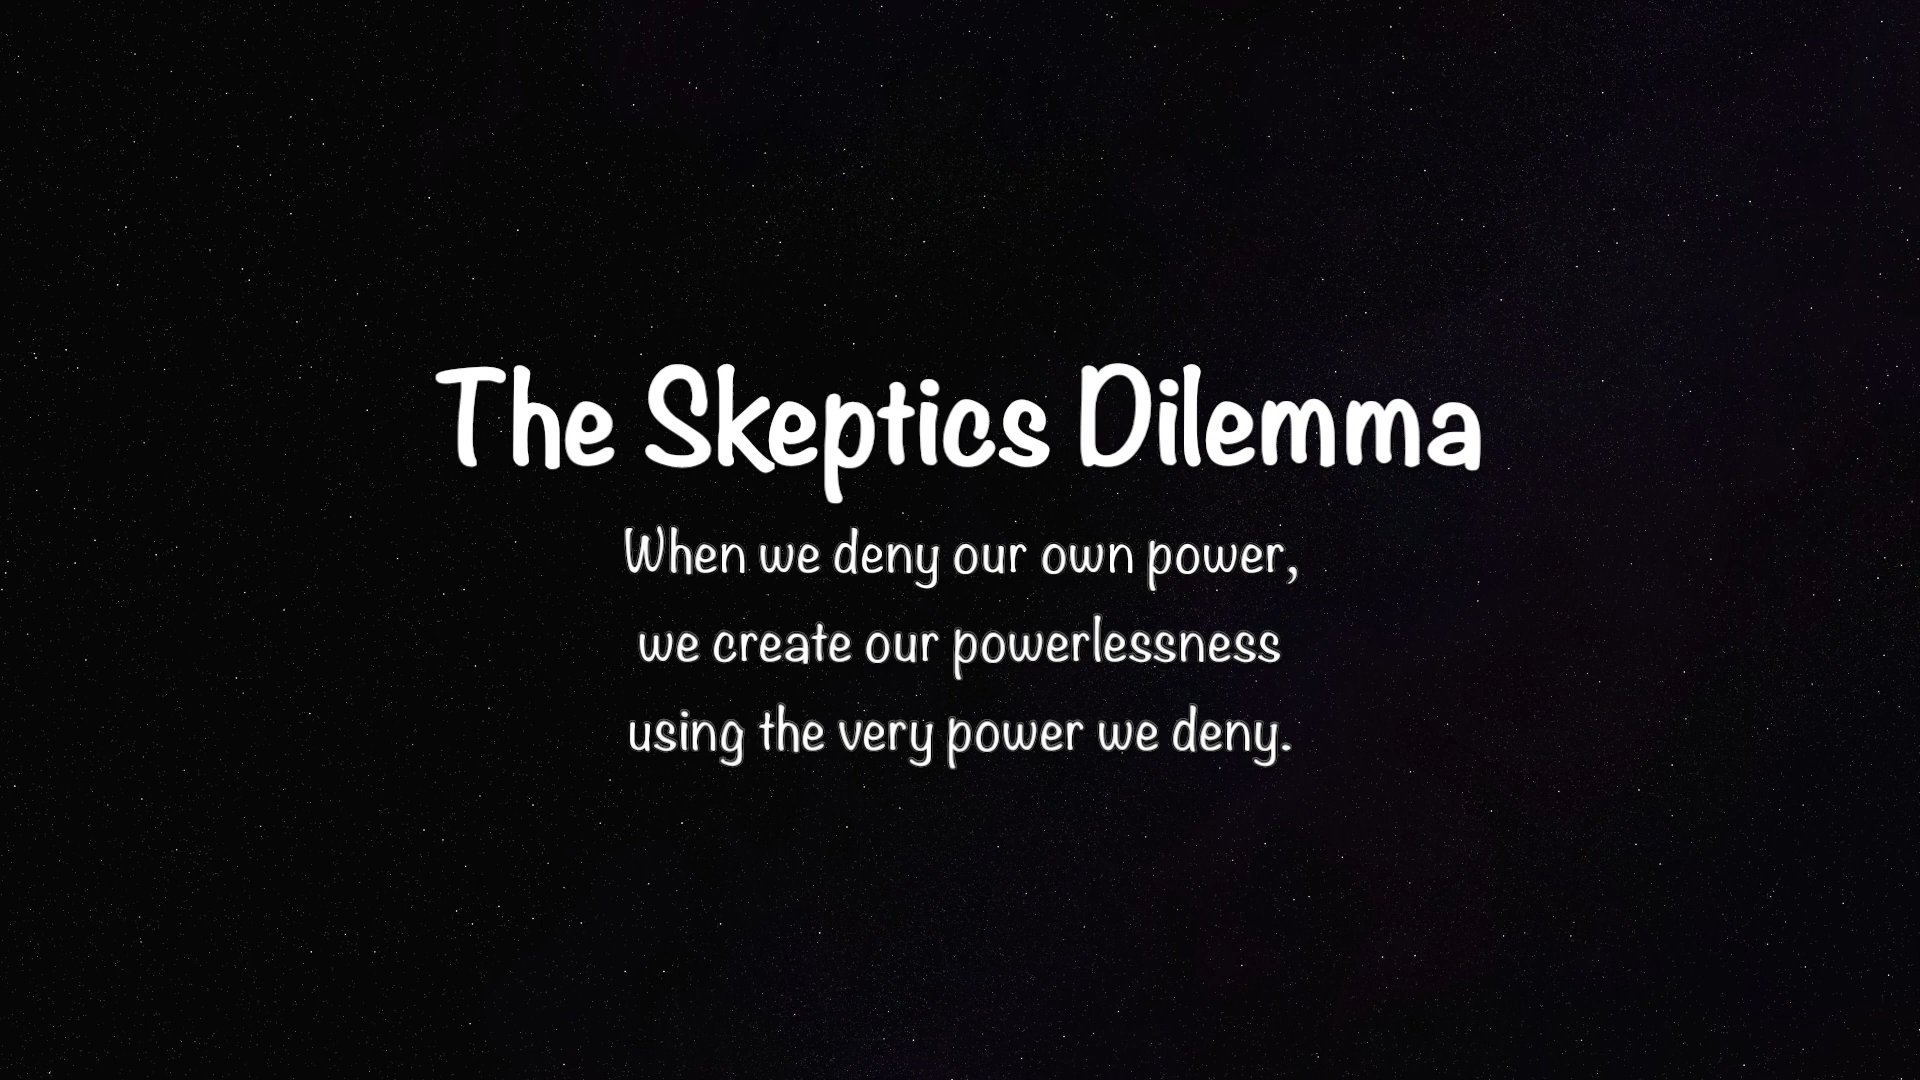 The Skeptics Dilemma
When we deny our own power,
we create our powerlessness
using the very power we deny.